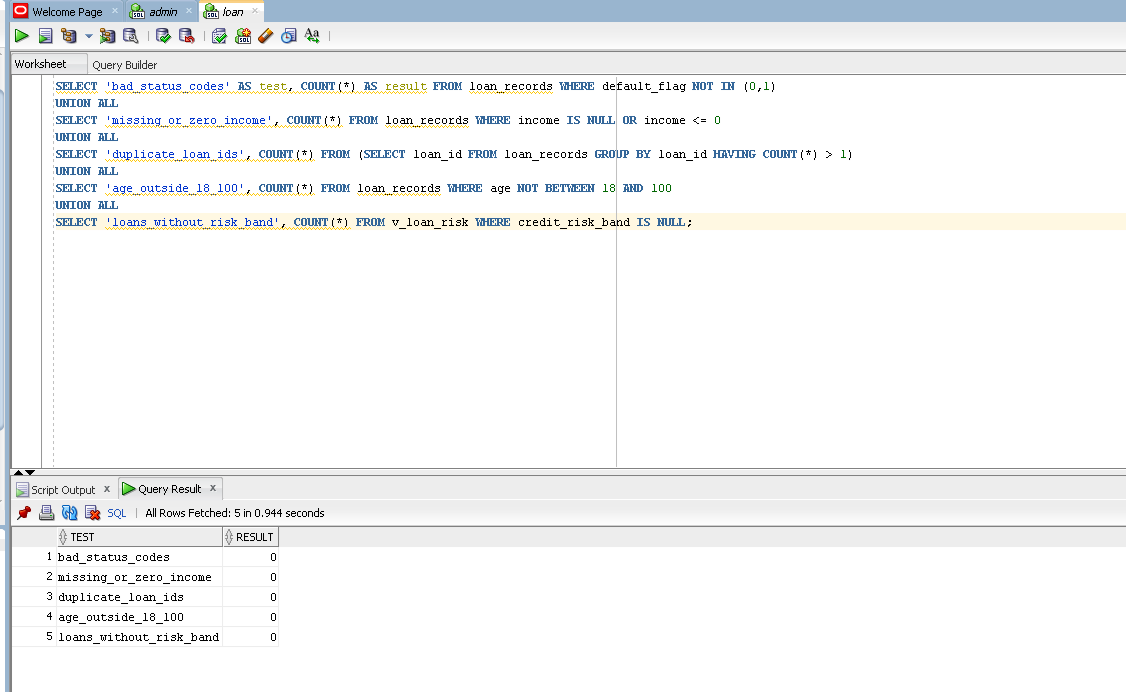 Welcome Page × admin × loan ×
Worksheet Query Builder
SELECT 'bad_status_codes' AS test, COUNT(*) AS result FROM loan_records WHERE default_flag NOT IN (0,1)
UNION ALL
SELECT 'missing_or_zero_income', COUNT(*) FROM loan_records WHERE income IS NULL OR income <= 0
UNION ALL
SELECT 'duplicate_loan_ids', COUNT(*) FROM (SELECT loan_id FROM loan_records GROUP BY loan_id HAVING COUNT(*) > 1)
UNION ALL
SELECT 'age_outside_18_100', COUNT(*) FROM loan_records WHERE age NOT BETWEEN 18 AND 100
UNION ALL
SELECT 'loans_without_risk_band', COUNT(*) FROM v_loan_risk WHERE credit_risk_band IS NULL;
Script Output × Query Result ×
SQL | All Rows Fetched: 5 in 0.944 seconds
TEST RESULT
1 bad_status_codes 0
2 missing_or_zero_income 0
3 duplicate_loan_ids 0
4 age_outside_18_100 0
5 loans_without_risk_band 0